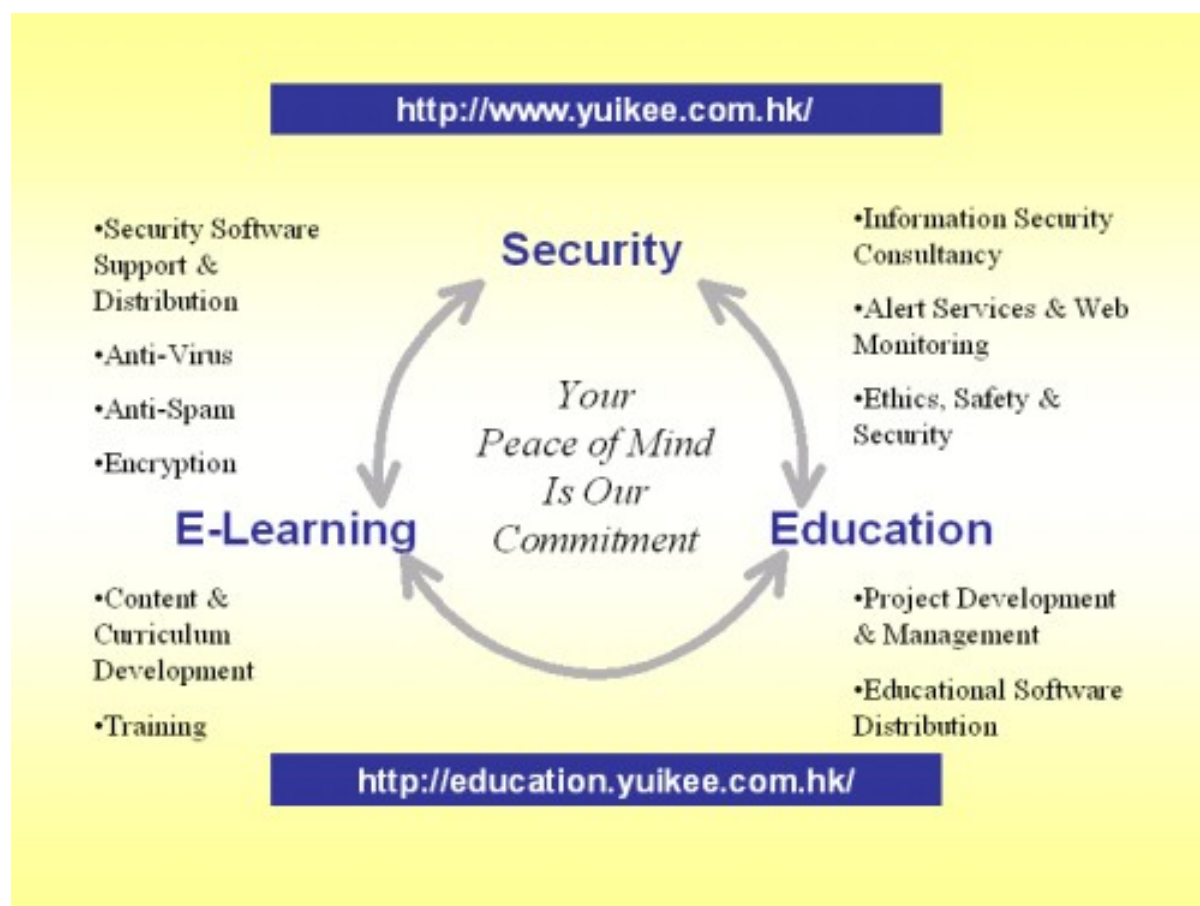 http://www.yuikee.com.hk/
•Security Software
Support &
Distribution
•Anti-Virus
•Anti-Spam
•Encryption
Security
•Information Security
Consultancy
•Alert Services & Web
Monitoring
•Ethics, Safety &
Security
Your
Peace of Mind
Is Our
Commitment
E-Learning
Education
•Content &
Curriculum
Development
•Training
•Project Development
& Management
•Educational Software
Distribution
http://education.yuikee.com.hk/